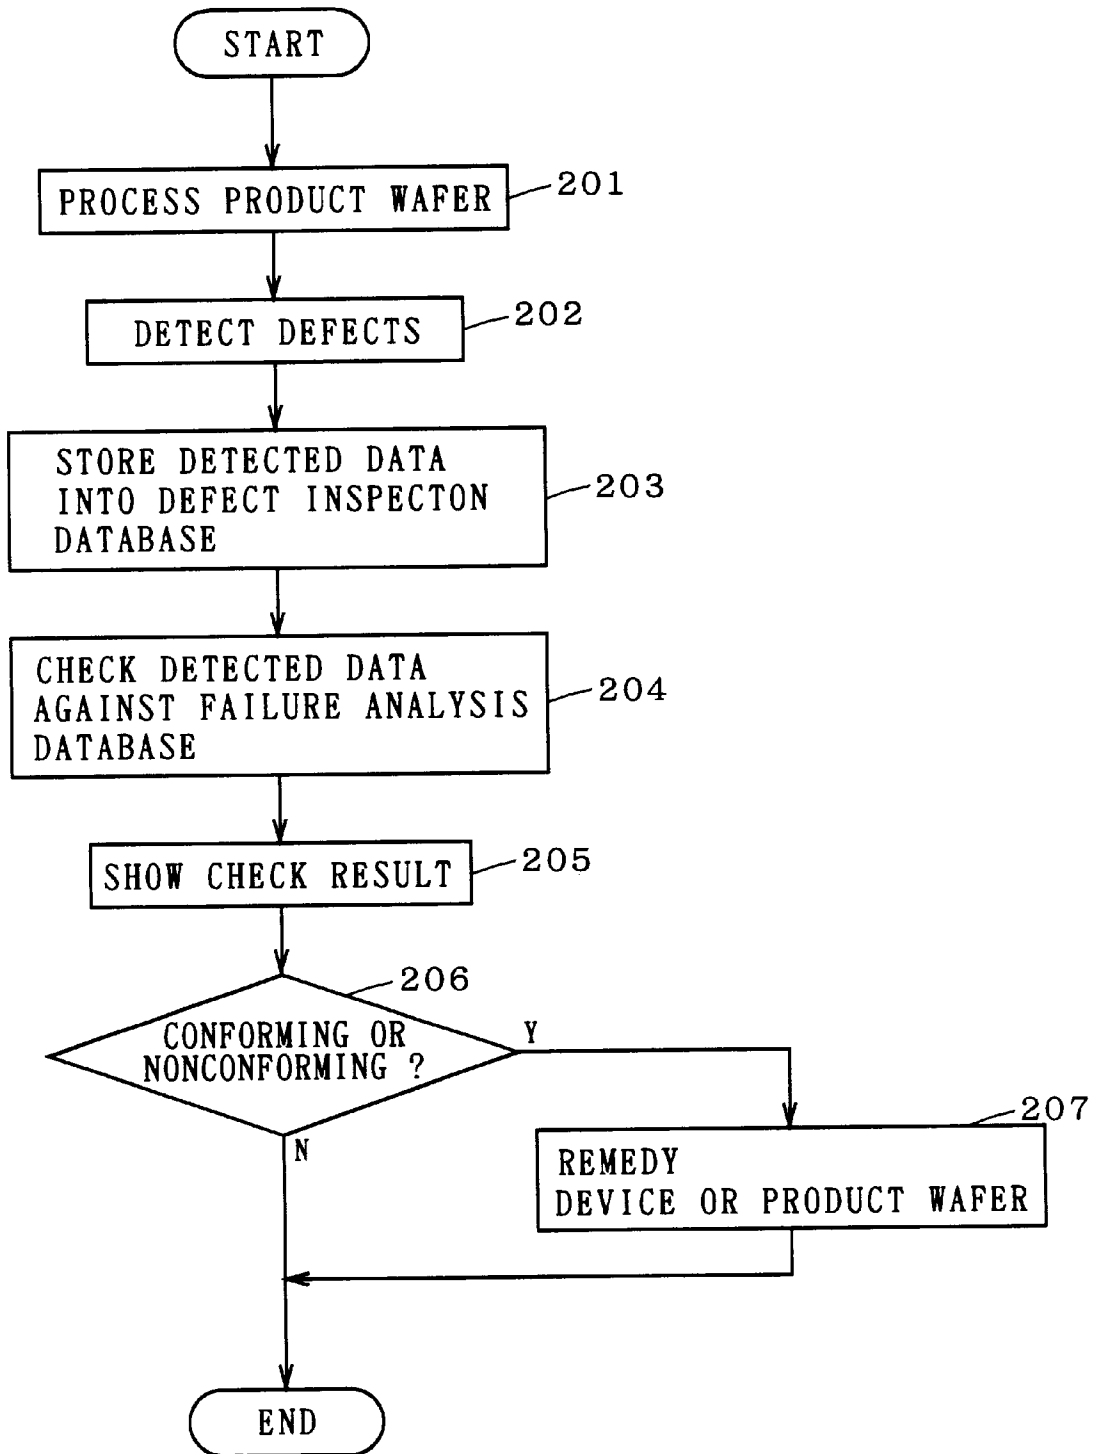 START
PROCESS PRODUCT WAFER
201
DETECT DEFECTS
202
STORE DETECTED DATA
INTO DEFECT INSPECTON
DATABASE
203
CHECK DETECTED DATA
AGAINST FAILURE ANALYSIS
DATABASE
204
SHOW CHECK RESULT
205
206
CONFORMING OR
NONCONFORMING ?
Y
N
207
REMEDY
DEVICE OR PRODUCT WAFER
END